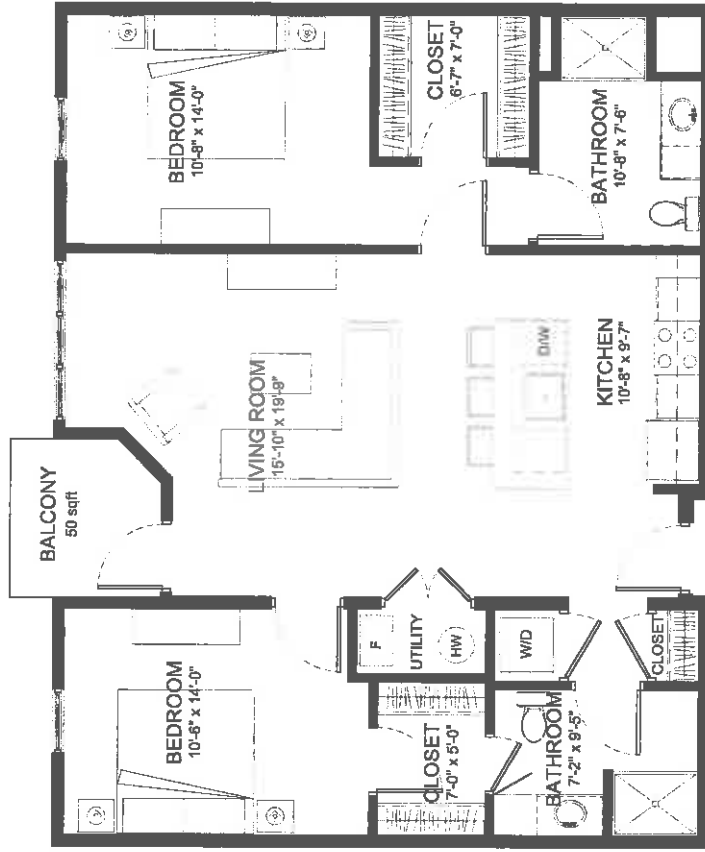 BEDROOM
10'-8" x 14'-0"
CLOSET
6'-7" x 7'-0"
BATHROOM
10'-8" x 7'-6"
BALCONY
50 sqft
LIVING ROOM
15'-10" x 19'-9"
D/W
KITCHEN
10'-8" x 9'-7"
BEDROOM
10'-6" x 14'-0"
F
UTILITY
HW
W/D
CLOSET
CLOSET
7'-0" x 5'-0"
BATHROOM
7'-2" x 9'-5"